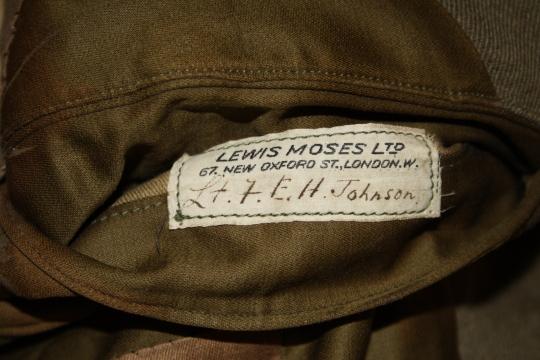 LEWIS MOSES LTD
67, NEW OXFORD ST., LONDON. W.
Lt. F. E. H. Johnson